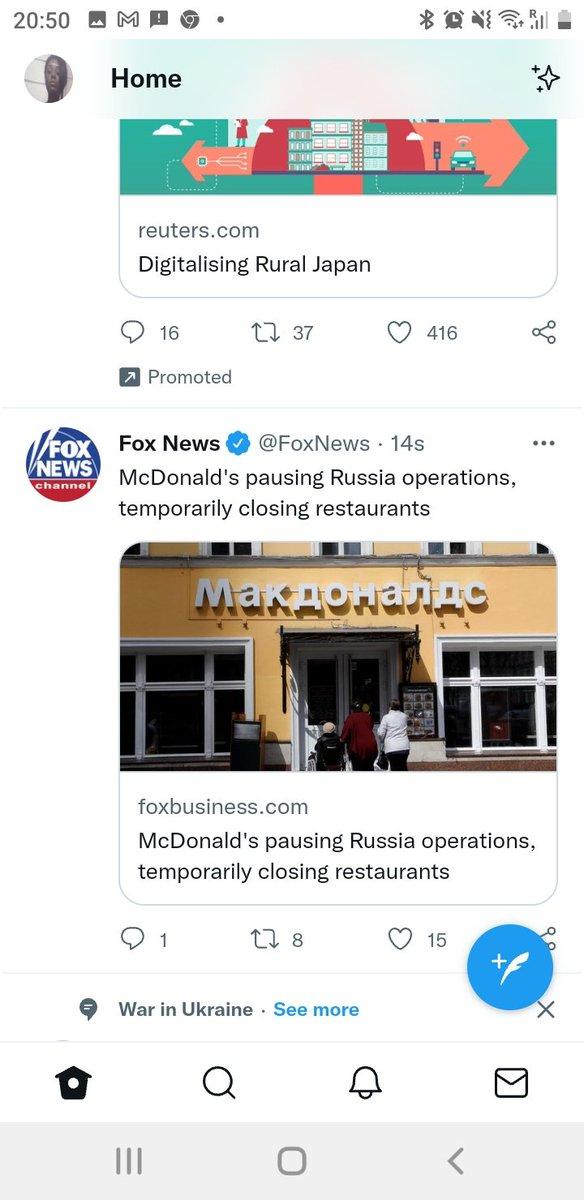 20:50
Home
reuters.com
Digitalising Rural Japan
16 37 416
Promoted
FOX
NEWS
channel
Fox News @FoxNews · 14s
McDonald's pausing Russia operations,
temporarily closing restaurants
Макдоналдс
foxbusiness.com
McDonald's pausing Russia operations,
temporarily closing restaurants
1 8 15
War in Ukraine · See more